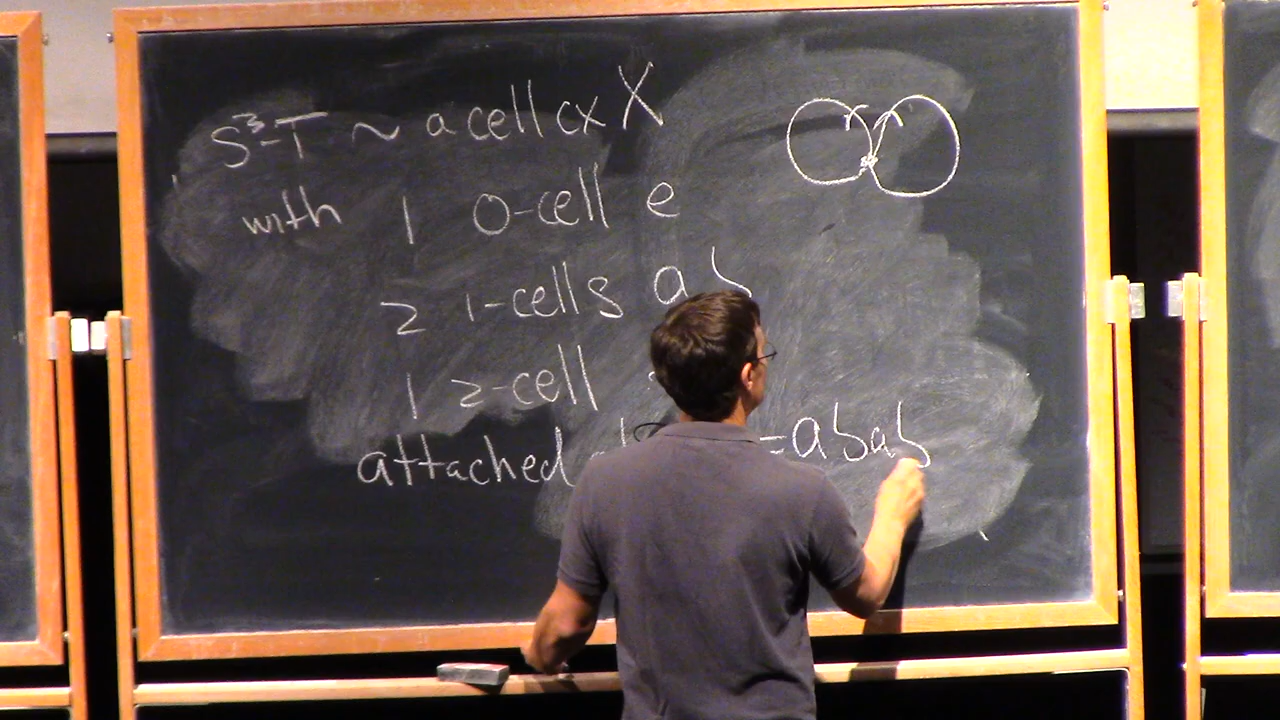 S³-T ~ a cell cx X
with 1 0-cell e
2 1-cells a b
1 2-cell
attached =abab